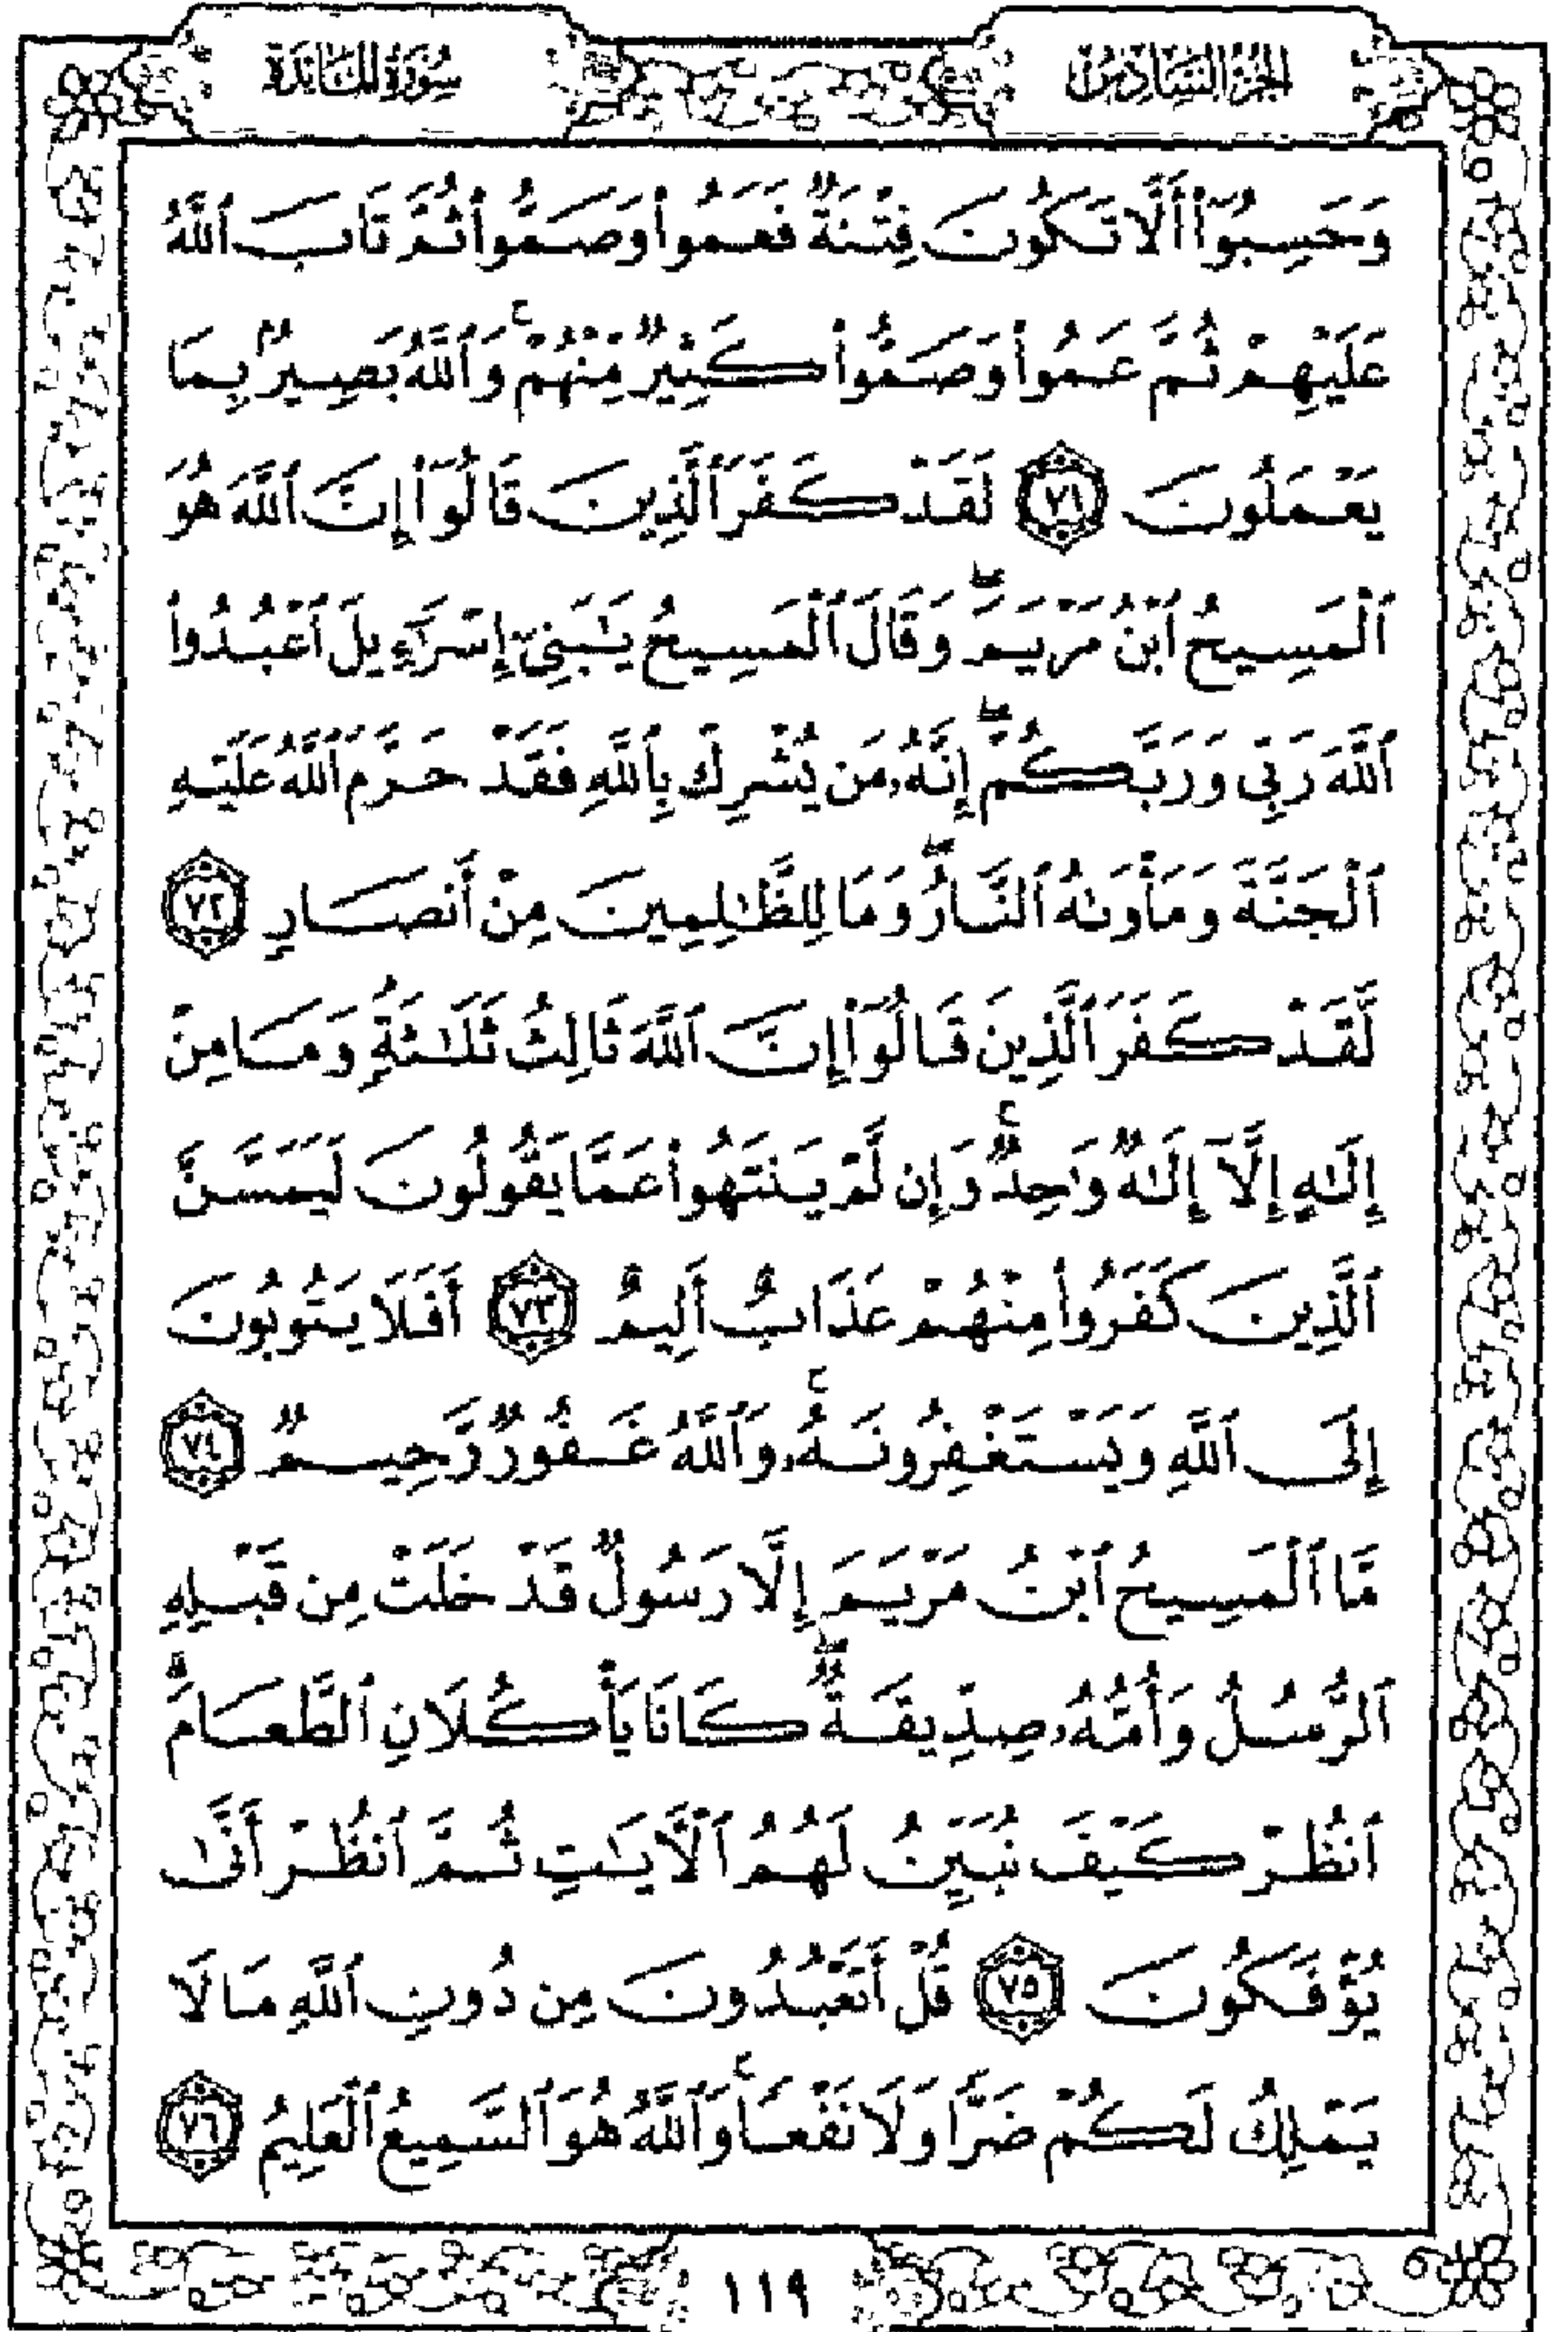 الجزء السادس
سورة المائدة
وَحَسِبُوٓا۟ أَلَّا تَكُونَ فِتْنَةٌ فَعَمُوا۟ وَصَمُّوا۟ ثُمَّ تَابَ ٱللَّهُ
عَلَيْهِمْ ثُمَّ عَمُوا۟ وَصَمُّوا۟ كَثِيرٌ مِّنْهُمْ ۚ وَٱللَّهُ بَصِيرٌۢ بِمَا
يَعْمَلُونَ ٧١ لَقَدْ كَفَرَ ٱلَّذِينَ قَالُوٓا۟ إِنَّ ٱللَّهَ هُوَ
ٱلْمَسِيحُ ٱبْنُ مَرْيَمَ ۖ وَقَالَ ٱلْمَسِيحُ يَٰبَنِىٓ إِسْرَٰٓءِيلَ ٱعْبُدُوا۟
ٱللَّهَ رَبِّى وَرَبَّكُمْ ۖ إِنَّهُۥ مَن يُشْرِكْ بِٱللَّهِ فَقَدْ حَرَّمَ ٱللَّهُ عَلَيْهِ
ٱلْجَنَّةَ وَمَأْوَىٰهُ ٱلنَّارُ ۖ وَمَا لِلظَّٰلِمِينَ مِنْ أَنصَارٍ ٧٢
لَّقَدْ كَفَرَ ٱلَّذِينَ قَالُوٓا۟ إِنَّ ٱللَّهَ ثَالِثُ ثَلَٰثَةٍ ۘ وَمَا مِنْ
إِلَٰهٍ إِلَّآ إِلَٰهٌ وَٰحِدٌ ۚ وَإِن لَّمْ يَنتَهُوا۟ عَمَّا يَقُولُونَ لَيَمَسَّنَّ
ٱلَّذِينَ كَفَرُوا۟ مِنْهُمْ عَذَابٌ أَلِيمٌ ٧٣ أَفَلَا يَتُوبُونَ
إِلَى ٱللَّهِ وَيَسْتَغْفِرُونَهُۥ ۚ وَٱللَّهُ غَفُورٌ رَّحِيمٌ ٧٤
مَّا ٱلْمَسِيحُ ٱبْنُ مَرْيَمَ إِلَّا رَسُولٌ قَدْ خَلَتْ مِن قَبْلِهِ
ٱلرُّسُلُ وَأُمُّهُۥ صِدِّيقَةٌ ۖ كَانَا يَأْكُلَانِ ٱلطَّعَامَ ۗ
ٱنظُرْ كَيْفَ نُبَيِّنُ لَهُمُ ٱلْءَايَٰتِ ثُمَّ ٱنظُرْ أَنَّىٰ
يُؤْفَكُونَ ٧٥ قُلْ أَتَعْبُدُونَ مِن دُونِ ٱللَّهِ مَا لَا
يَمْلِكُ لَكُمْ ضَرًّا وَلَا نَفْعًا ۚ وَٱللَّهُ هُوَ ٱلسَّمِيعُ ٱلْعَلِيمُ ٧٦
١١٩